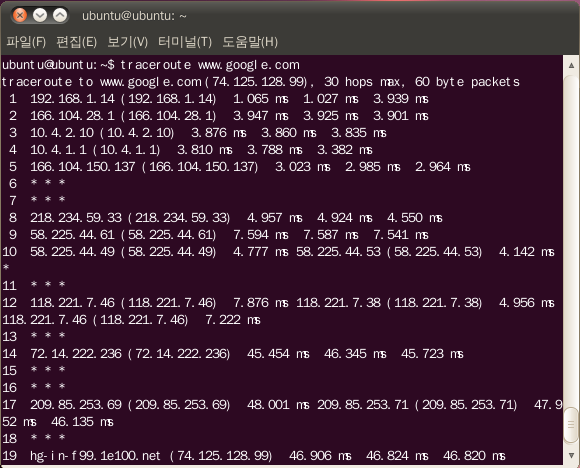 ubuntu@ubuntu: ~
파일(F) 편집(E) 보기(V) 터미널(T) 도움말(H)
ubuntu@ubuntu:~$ traceroute www.google.com
traceroute to www.google.com (74.125.128.99), 30 hops max, 60 byte packets
1 192.168.1.14 (192.168.1.14) 1.065 ms 1.027 ms 3.939 ms
2 166.104.28.1 (166.104.28.1) 3.947 ms 3.925 ms 3.901 ms
3 10.4.2.10 (10.4.2.10) 3.876 ms 3.860 ms 3.835 ms
4 10.4.1.1 (10.4.1.1) 3.810 ms 3.788 ms 3.382 ms
5 166.104.150.137 (166.104.150.137) 3.023 ms 2.985 ms 2.964 ms
6 * * *
7 * * *
8 218.234.59.33 (218.234.59.33) 4.957 ms 4.924 ms 4.550 ms
9 58.225.44.61 (58.225.44.61) 7.594 ms 7.587 ms 7.541 ms
10 58.225.44.49 (58.225.44.49) 4.777 ms 58.225.44.53 (58.225.44.53) 4.142 ms
*
11 * * *
12 118.221.7.46 (118.221.7.46) 7.876 ms 118.221.7.38 (118.221.7.38) 4.956 ms
118.221.7.46 (118.221.7.46) 7.222 ms
13 * * *
14 72.14.222.236 (72.14.222.236) 45.454 ms 46.345 ms 45.723 ms
15 * * *
16 * * *
17 209.85.253.69 (209.85.253.69) 48.001 ms 209.85.253.71 (209.85.253.71) 47.9
52 ms 46.135 ms
18 * * *
19 hg-in-f99.1e100.net (74.125.128.99) 46.906 ms 46.824 ms 46.820 ms